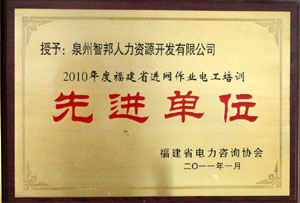 授予：泉州智邦人力资源开发有限公司
2010年度福建省进网作业电工培训
先进单位
福建省电力咨询协会
二〇一一年一月